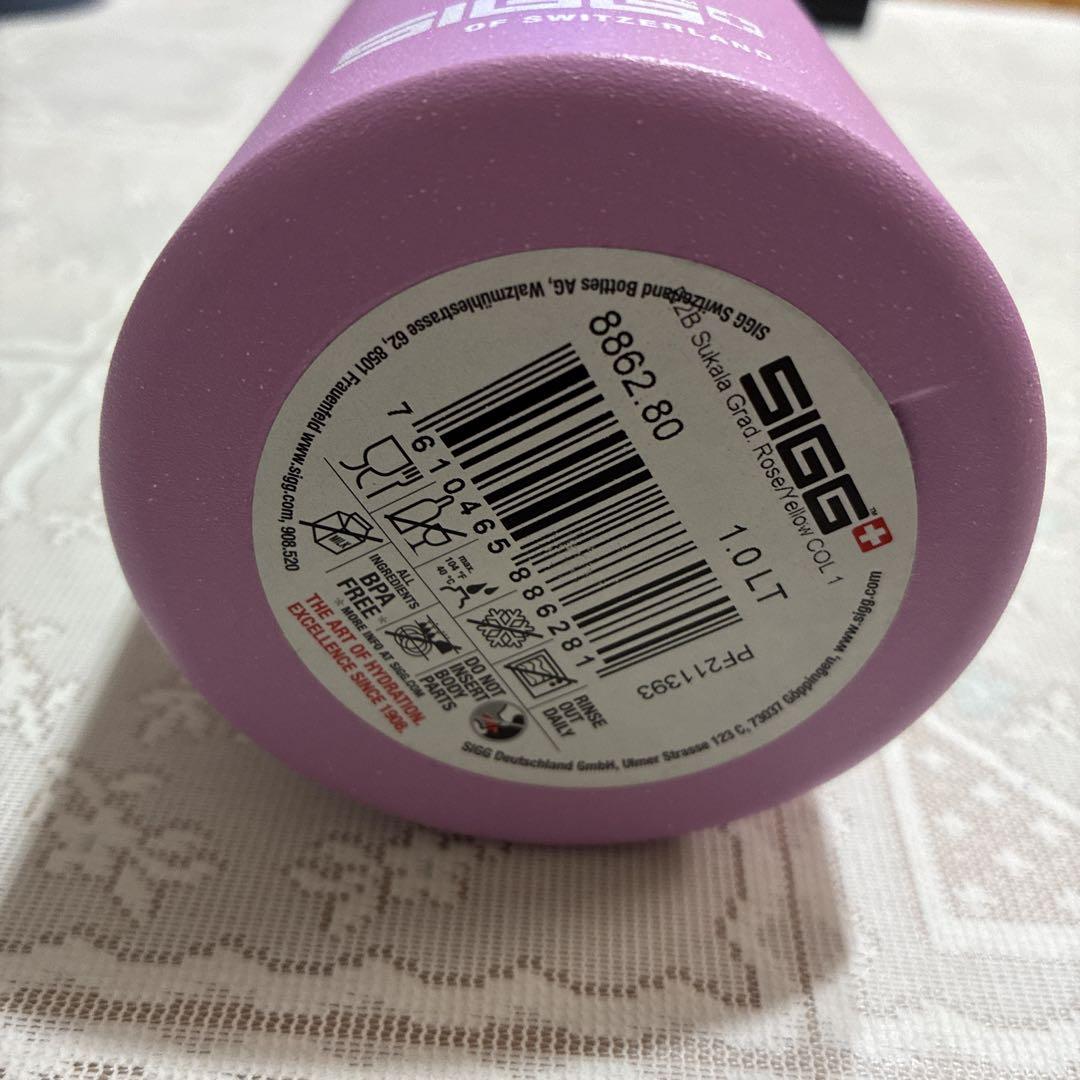 SIGG
OF SWITZERLAND
SIGG Switzerland Bottles AG, Walzmühlestrasse 62, 8501 Frauenfeld www.sigg.com, 908.520
SIGG™
Sukala Grad. Rose/Yellow COL 1
8862.80
1.0 LT
7 610465 886281
PF211393
max.
104 °F
40 °C
MILK
ALL
INGREDIENTS
BPA
FREE*
*MORE INFO AT SIGG.COM
DO NOT
INSERT
BODY
PARTS
RINSE
OUT
DAILY
THE ART OF HYDRATION.
EXCELLENCE SINCE 1908.
SIGG Deutschland GmbH, Ulmer Strasse 123 C, 73037 Göppingen, www.sigg.com